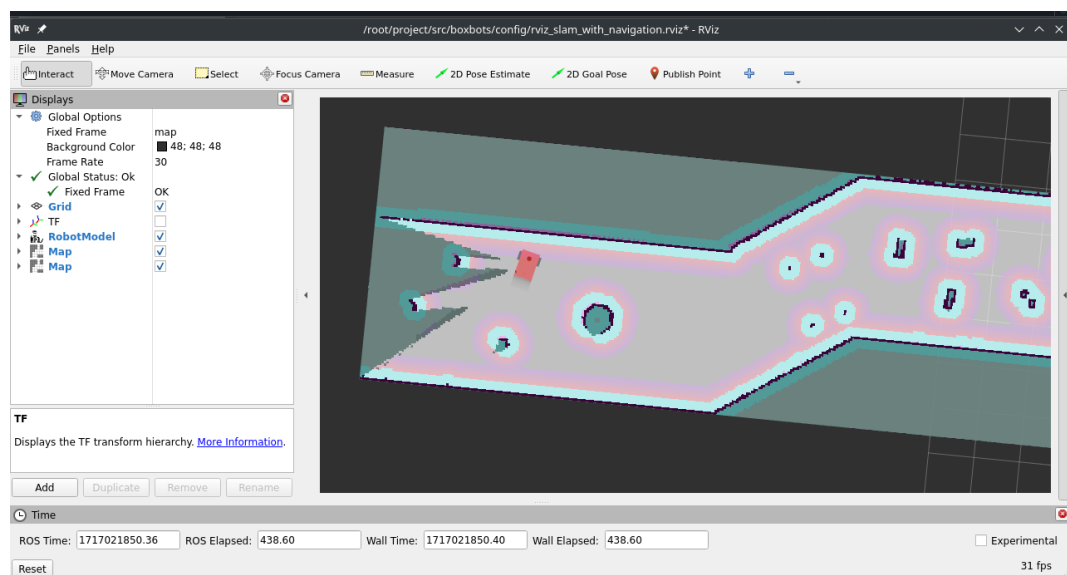 RViz
/root/project/src/boxbots/config/rviz_slam_with_navigation.rviz* - RViz
File Panels Help
Interact Move Camera Select Focus Camera Measure 2D Pose Estimate 2D Goal Pose Publish Point
Displays
Global Options
Fixed Frame map
Background Color 48; 48; 48
Frame Rate 30
Global Status: Ok
Fixed Frame OK
Grid
TF
RobotModel
Map
Map
TF
Displays the TF transform hierarchy. More Information.
Add Duplicate Remove Rename
Time
ROS Time: 1717021850.36 ROS Elapsed: 438.60 Wall Time: 1717021850.40 Wall Elapsed: 438.60 Experimental
Reset 31 fps